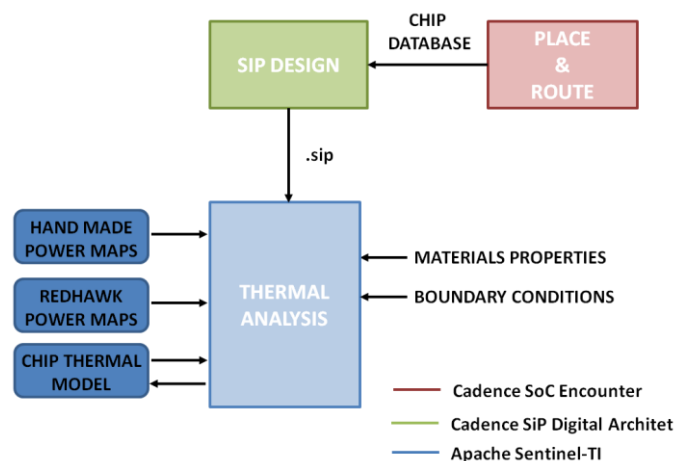 CHIP
DATABASE
PLACE
&
ROUTE
SIP DESIGN
.sip
HAND MADE
POWER MAPS
REDHAWK
POWER MAPS
CHIP THERMAL
MODEL
THERMAL
ANALYSIS
MATERIALS PROPERTIES
BOUNDARY CONDITIONS
Cadence SoC Encounter
Cadence SiP Digital Architet
Apache Sentinel-TI